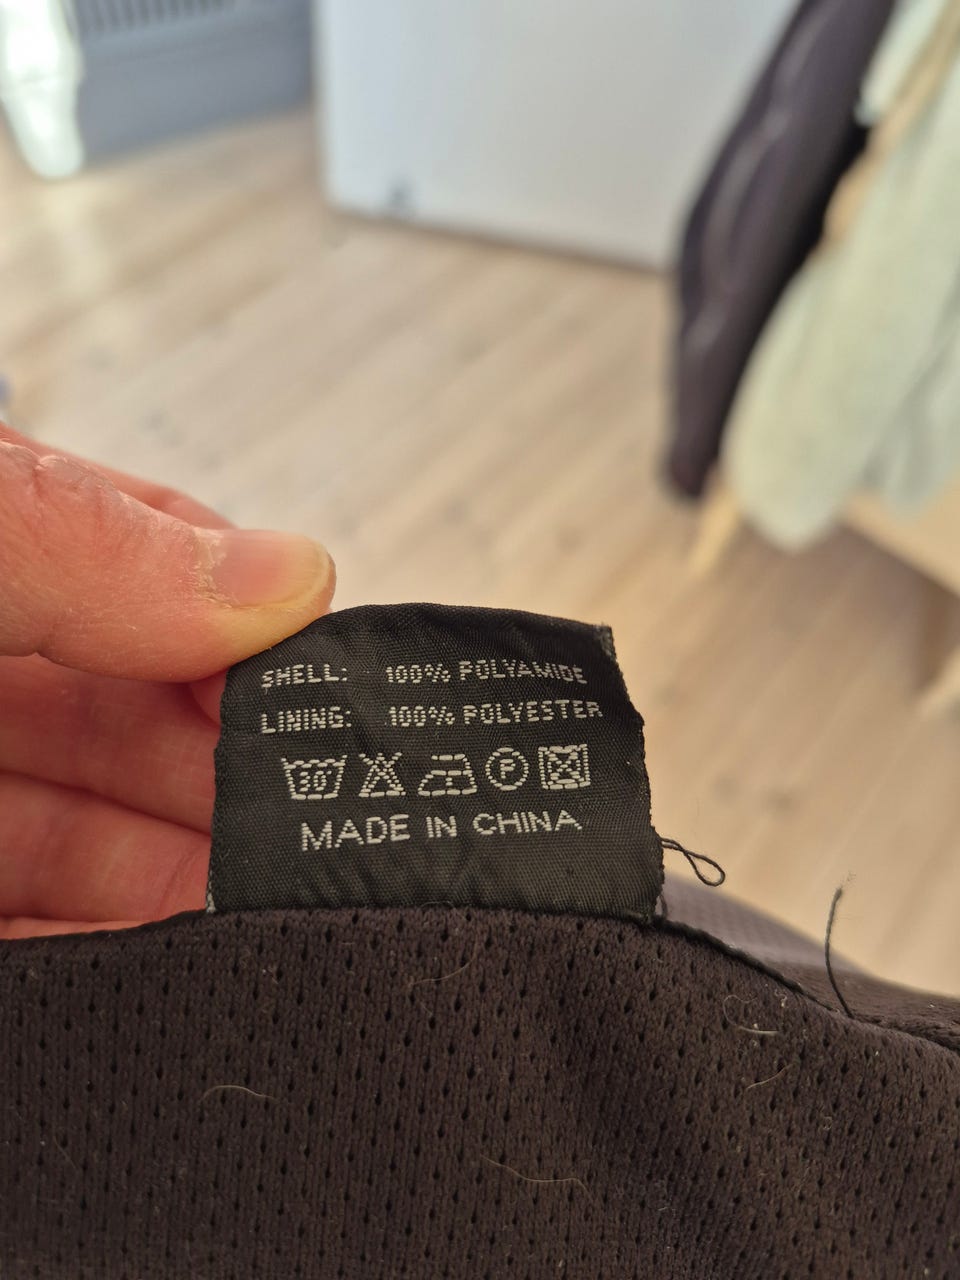 SHELL: 100% POLYAMIDE
LINING: 100% POLYESTER
30° P
MADE IN CHINA